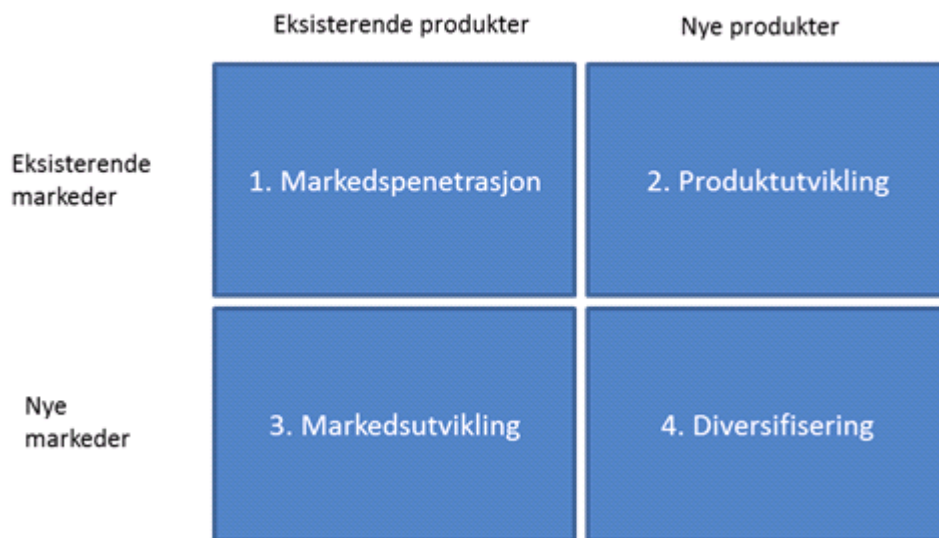 Eksisterende produkter
Nye produkter
Eksisterende
markeder
1. Markedspenetrasjon
2. Produktutvikling
Nye
markeder
3. Markedsutvikling
4. Diversifisering